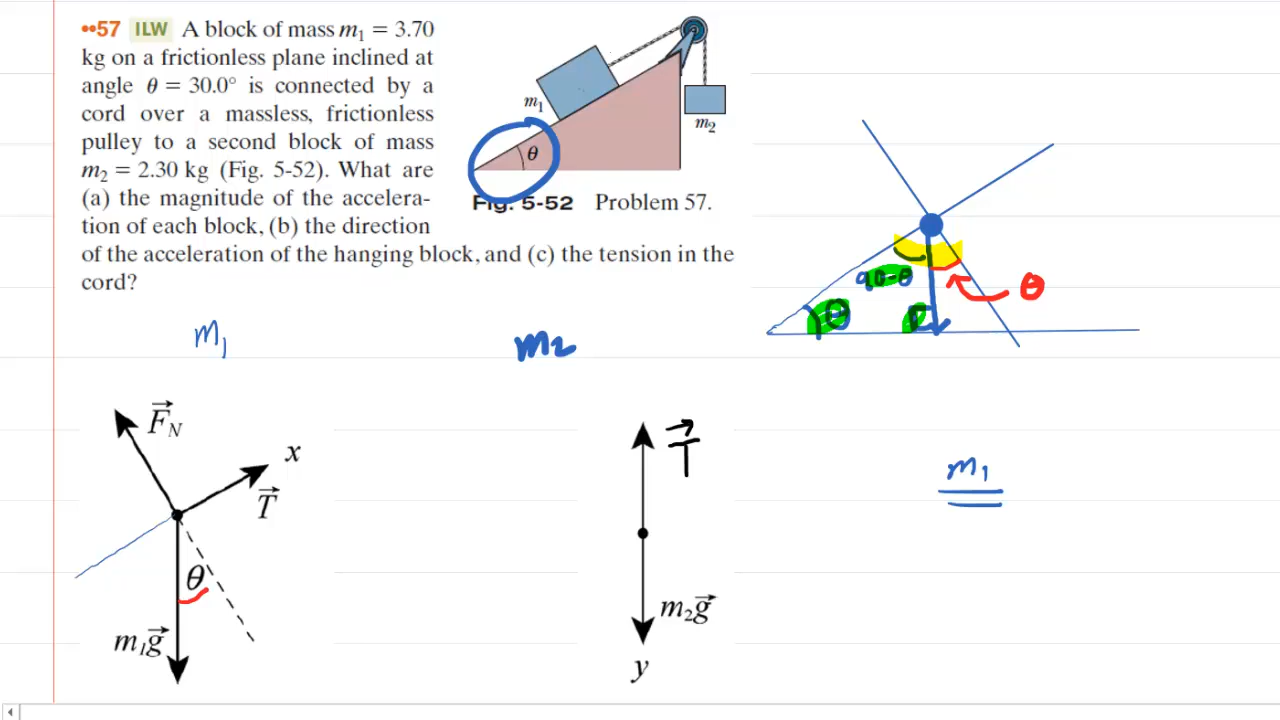 ••57 ILW A block of mass m₁ = 3.70
kg on a frictionless plane inclined at
angle θ = 30.0° is connected by a
cord over a massless, frictionless
pulley to a second block of mass
m₂ = 2.30 kg (Fig. 5-52). What are
(a) the magnitude of the accelera-
tion of each block, (b) the direction
of the acceleration of the hanging block, and (c) the tension in the
cord?
m₁
m₂
θ
Fig. 5-52 Problem 57.
90-θ
θ
θ
m₁
m₂
F⃗_N
x
T⃗
θ
m₁g⃗
T⃗
m₂g⃗
y
m₁